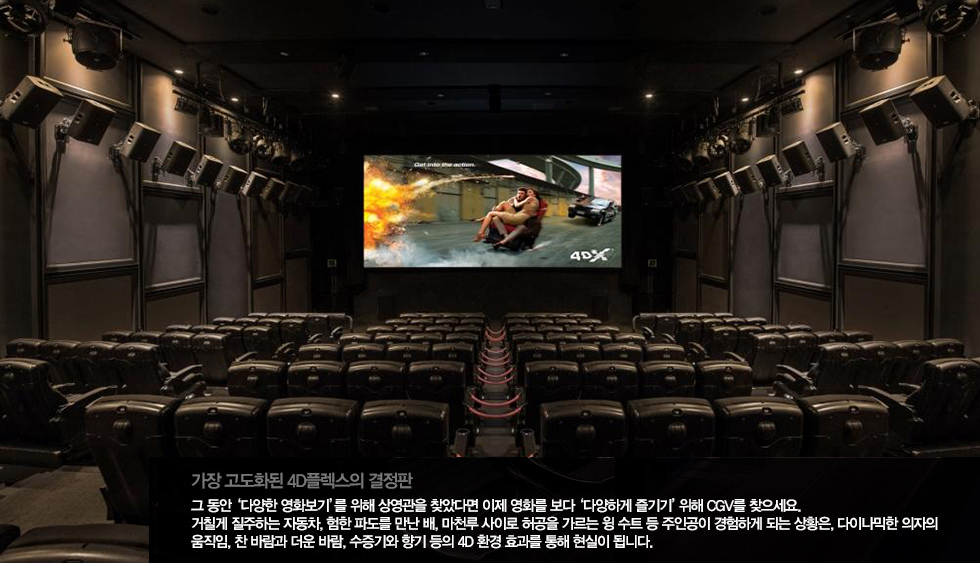 Get into the action.
4DX
가장 고도화된 4D플렉스의 결정판
그 동안 '다양한 영화보기'를 위해 상영관을 찾았다면 이제 영화를 보다 '다양하게 즐기기' 위해 CGV를 찾으세요.
거칠게 질주하는 자동차, 험한 파도를 만난 배, 마천루 사이로 허공을 가르는 윙 수트 등 주인공이 경험하게 되는 상황은, 다이나믹한 의자의
움직임, 찬 바람과 더운 바람, 수증기와 향기 등의 4D 환경 효과를 통해 현실이 됩니다.